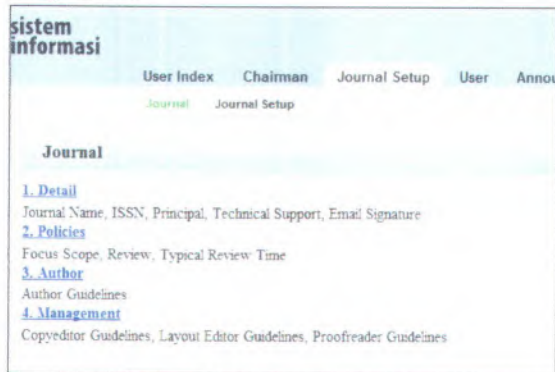 sistem
informasi
User Index Chairman Journal Setup User Annou
Journal Journal Setup
Journal
1. Detail
Journal Name, ISSN, Principal, Technical Support, Email Signature
2. Policies
Focus Scope, Review, Typical Review Time
3. Author
Author Guidelines
4. Management
Copyeditor Guidelines, Layout Editor Guidelines, Proofreader Guidelines